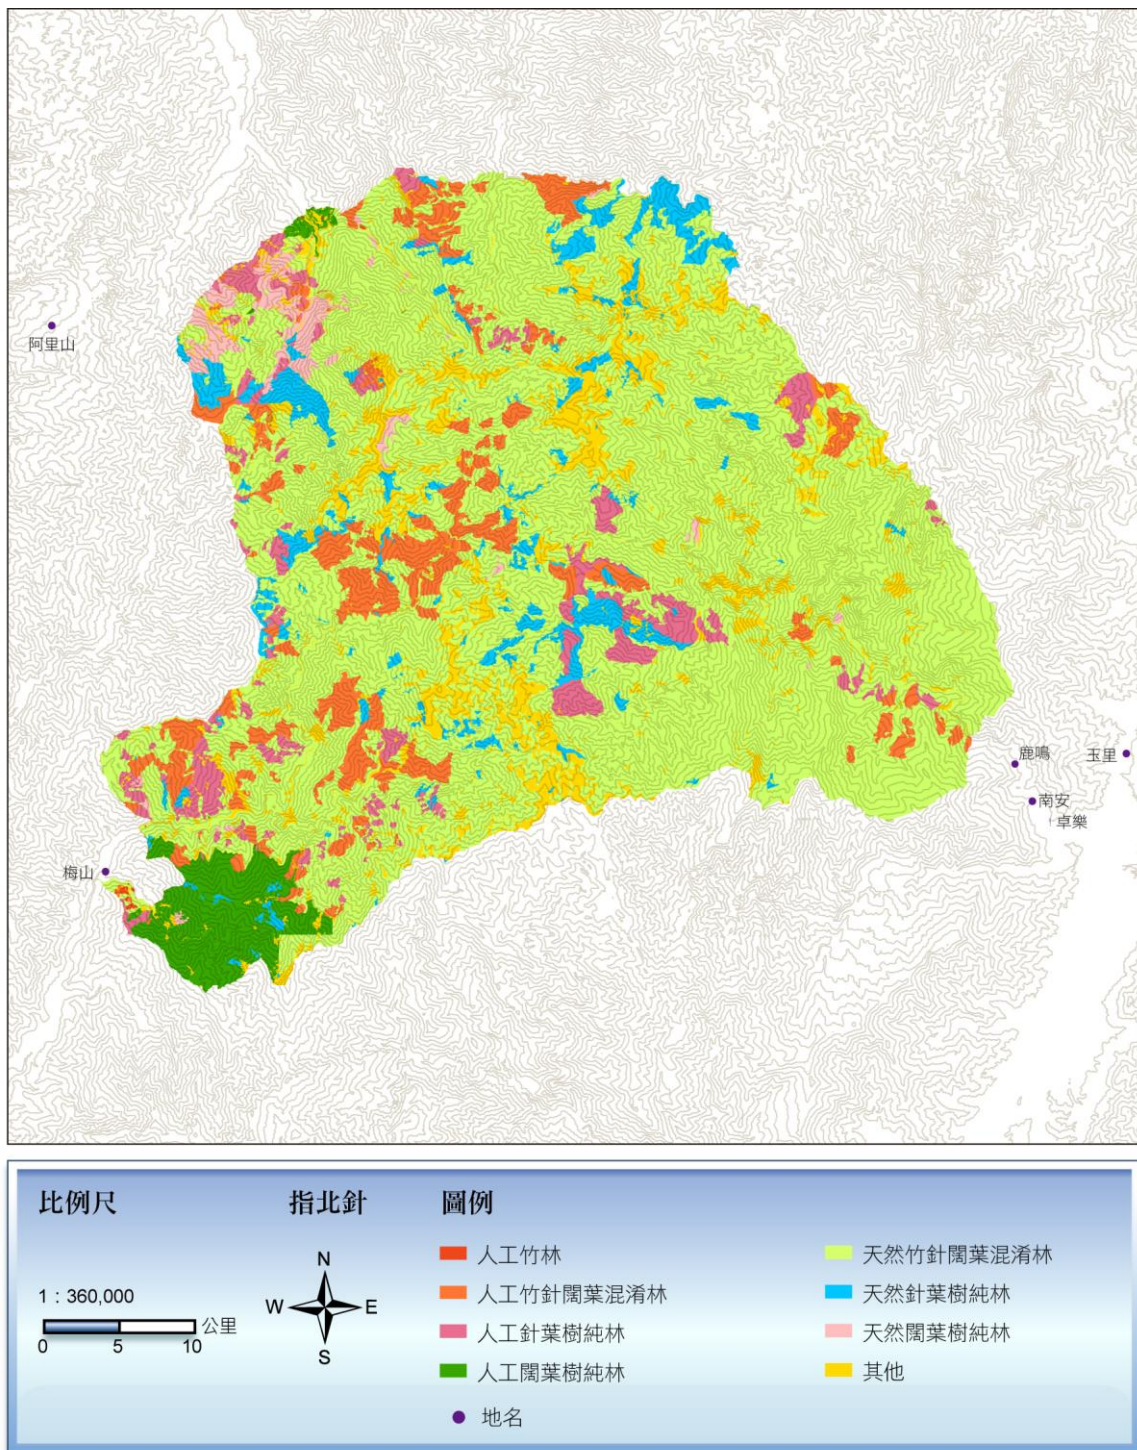 阿里山
鹿鳴
玉里
南安
卓樂
梅山
比例尺
指北針
圖例
1：360,000
公里
0 5 10
N
W E
S
人工竹林
人工竹針闊葉混淆林
人工針葉樹純林
人工闊葉樹純林
地名
天然竹針闊葉混淆林
天然針葉樹純林
天然闊葉樹純林
其他